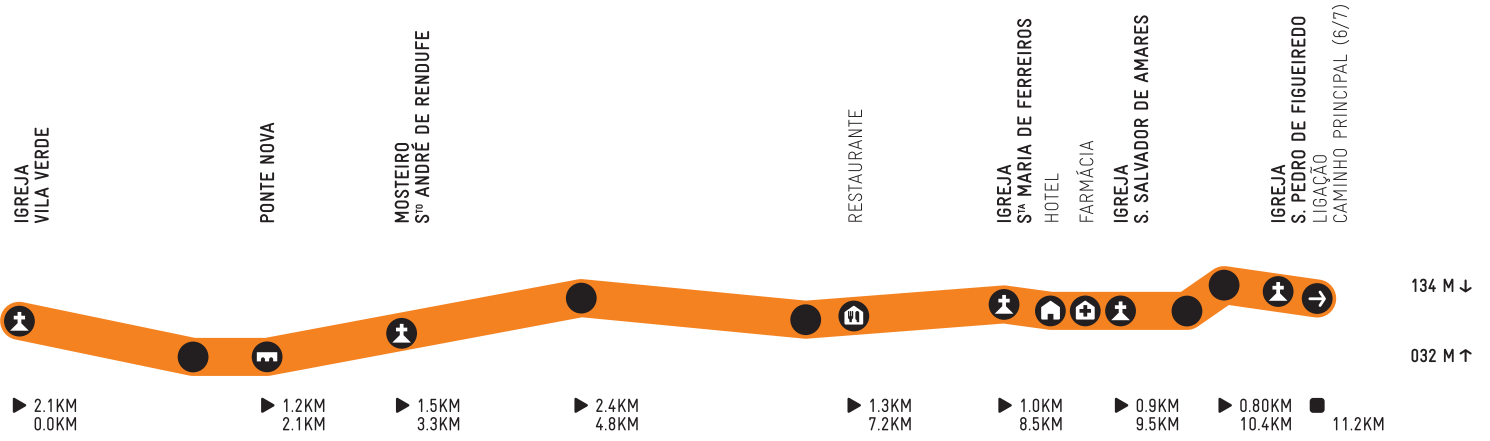 IGREJA
VILA VERDE
PONTE NOVA
MOSTEIRO
Sᵗᵒ ANDRÉ DE RENDUFE
RESTAURANTE
IGREJA
Sᵀᴬ MARIA DE FERREIROS
HOTEL
FARMÁCIA
IGREJA
S. SALVADOR DE AMARES
IGREJA
S. PEDRO DE FIGUEIREDO
LIGAÇÃO
CAMINHO PRINCIPAL (6/7)
134 M ↓
032 M ↑
2.1KM
0.0KM
1.2KM
2.1KM
1.5KM
3.3KM
2.4KM
4.8KM
1.3KM
7.2KM
1.0KM
8.5KM
0.9KM
9.5KM
0.80KM
10.4KM
11.2KM